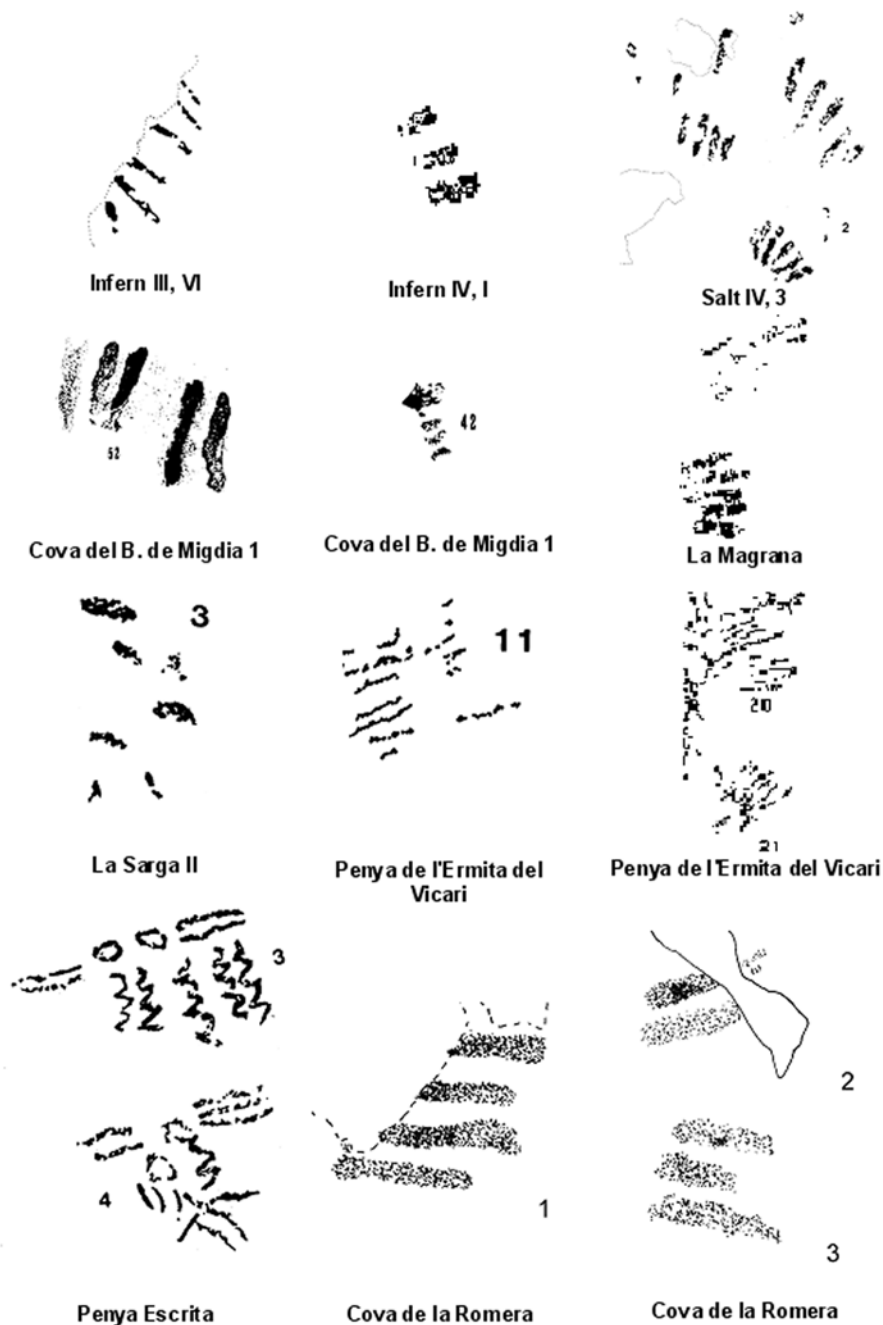 Infern III, VI
Infern IV, I
2
Salt IV, 3
52
Cova del B. de Migdia 1
42
Cova del B. de Migdia 1
La Magrana
3
La Sarga II
11
Penya de l'Ermita del
Vicari
210
21
Penya de l'Ermita del Vicari
3
4
Penya Escrita
1
Cova de la Romera
2
3
Cova de la Romera